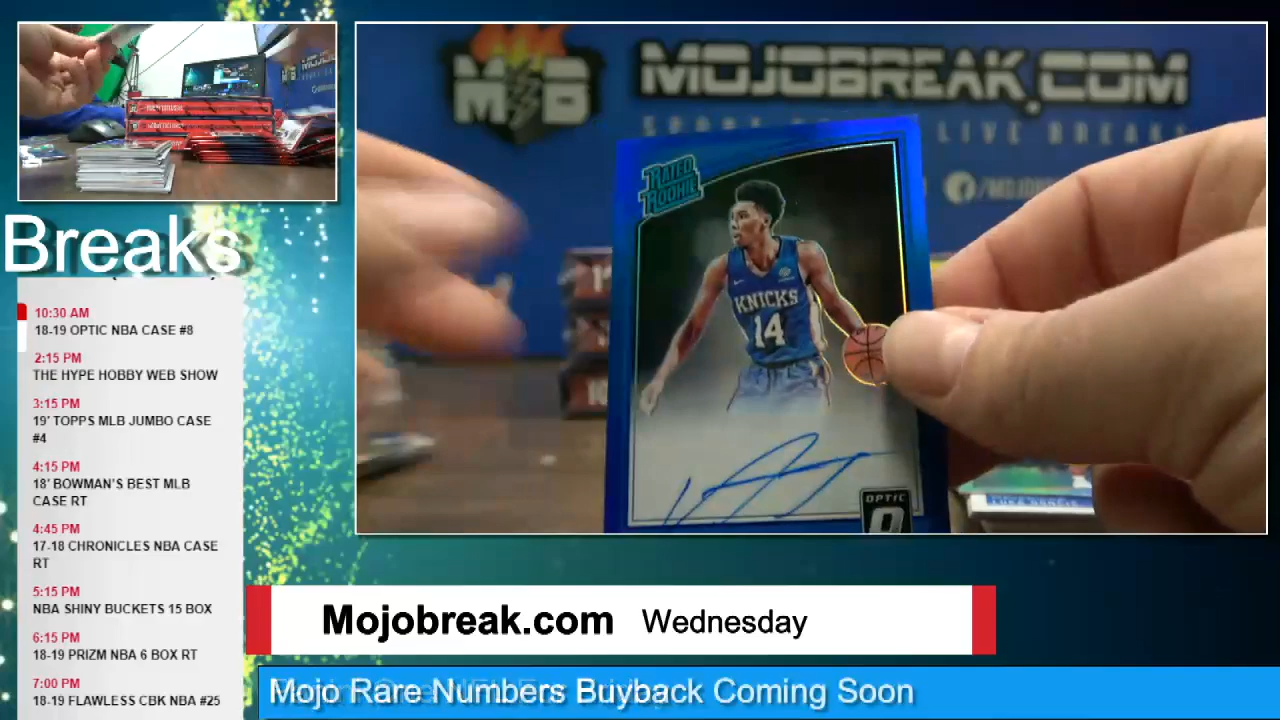 MB
MOJOBREAK.COM
LIVE BREAKS
/MOJOB
RATED
ROOKIE
KNICKS
14
OPTIC
Breaks
10:30 AM
18-19 OPTIC NBA CASE #8
2:15 PM
THE HYPE HOBBY WEB SHOW
3:15 PM
19' TOPPS MLB JUMBO CASE
#4
4:15 PM
18' BOWMAN'S BEST MLB
CASE RT
4:45 PM
17-18 CHRONICLES NBA CASE
RT
5:15 PM
NBA SHINY BUCKETS 15 BOX
6:15 PM
18-19 PRIZM NBA 6 BOX RT
7:00 PM
18-19 FLAWLESS CBK NBA #25
Mojobreak.com Wednesday
Mojo Rare Numbers Buyback Coming Soon